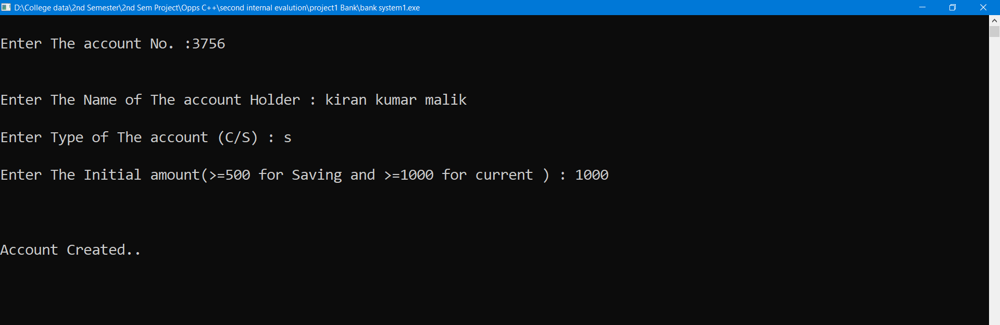 D:\College data\2nd Semester\2nd Sem Project\Opps C++\second internal evalution\project1 Bank\bank system1.exe
Enter The account No. :3756
Enter The Name of The account Holder : kiran kumar malik
Enter Type of The account (C/S) : s
Enter The Initial amount(>=500 for Saving and >=1000 for current ) : 1000
Account Created..